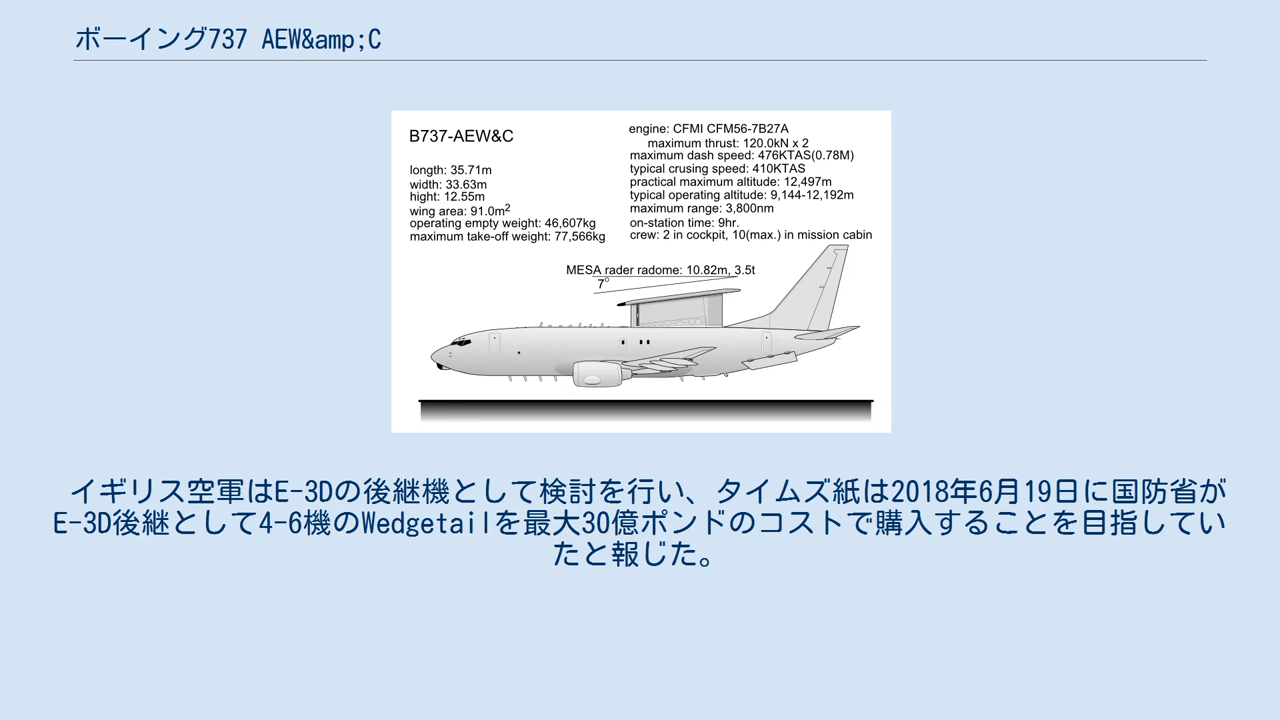 ボーイング737 AEW&amp;C
B737-AEW&C
length: 35.71m
width: 33.63m
hight: 12.55m
wing area: 91.0m2
operating empty weight: 46,607kg
maximum take-off weight: 77,566kg
engine: CFMI CFM56-7B27A
maximum thrust: 120.0kN x 2
maximum dash speed: 476KTAS(0.78M)
typical crusing speed: 410KTAS
practical maximum altitude: 12,497m
typical operating altitude: 9,144-12,192m
maximum range: 3,800nm
on-station time: 9hr.
crew: 2 in cockpit, 10(max.) in mission cabin
MESA rader radome: 10.82m, 3.5t
7°
イギリス空軍はE-3Dの後継機として検討を行い、タイムズ紙は2018年6月19日に国防省が
E-3D後継として4-6機のWedgetailを最大30億ポンドのコストで購入することを目指してい
たと報じた。